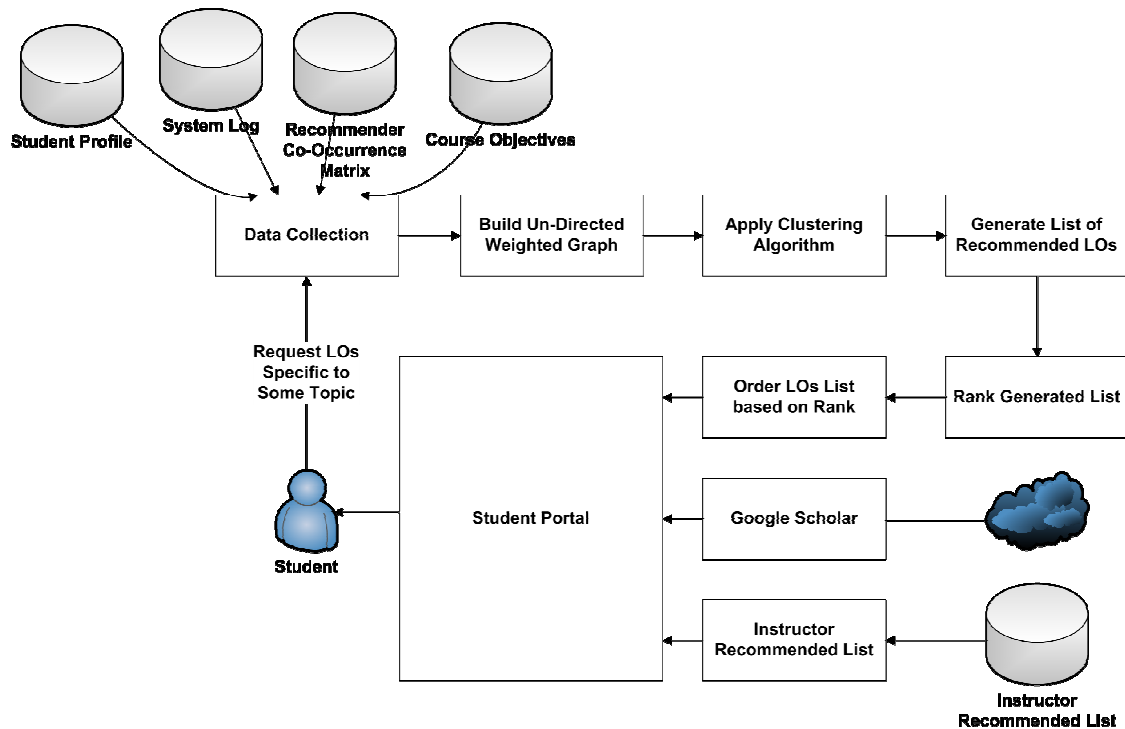 Student Profile
System Log
Recommender
Co-Occurrence
Matrix
Course Objectives
Data Collection
Build Un-Directed
Weighted Graph
Apply Clustering
Algorithm
Generate List of
Recommended LOs
Request LOs
Specific to
Some Topic
Order LOs List
based on Rank
Rank Generated List
Student Portal
Google Scholar
Student
Instructor
Recommended List
Instructor
Recommended List